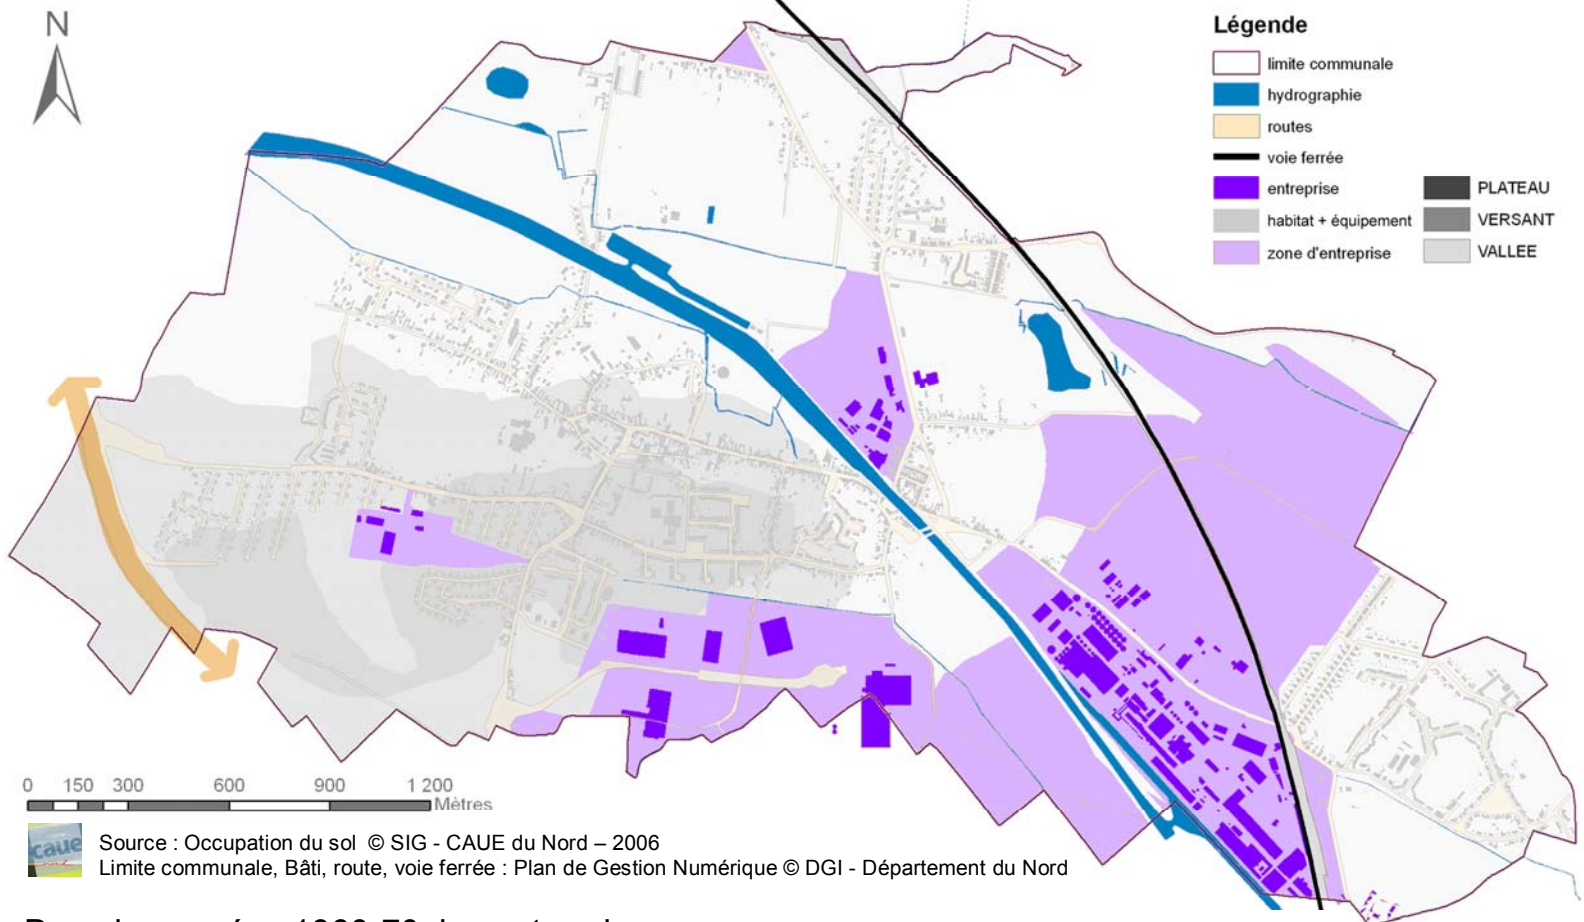 N
Légende
limite communale
hydrographie
routes
voie ferrée
entreprise
habitat + équipement
zone d'entreprise
PLATEAU
VERSANT
VALLEE
0 150 300 600 900 1 200
Mètres
caue
Source : Occupation du sol © SIG - CAUE du Nord – 2006
Limite communale, Bâti, route, voie ferrée : Plan de Gestion Numérique © DGI - Département du Nord